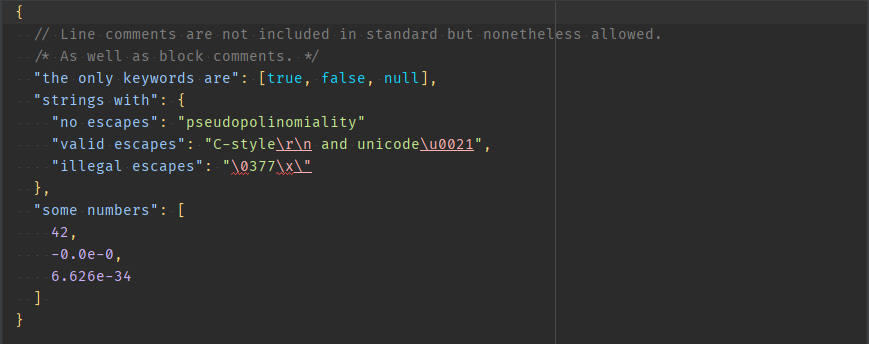 {
  // Line comments are not included in standard but nonetheless allowed.
  /* As well as block comments. */
  "the only keywords are": [true, false, null],
  "strings with": {
    "no escapes": "pseudopolinomiality"
    "valid escapes": "C-style\r\n and unicode\u0021",
    "illegal escapes": "\0377\x\"
  },
  "some numbers": [
    42,
    -0.0e-0,
    6.626e-34
  ]
}